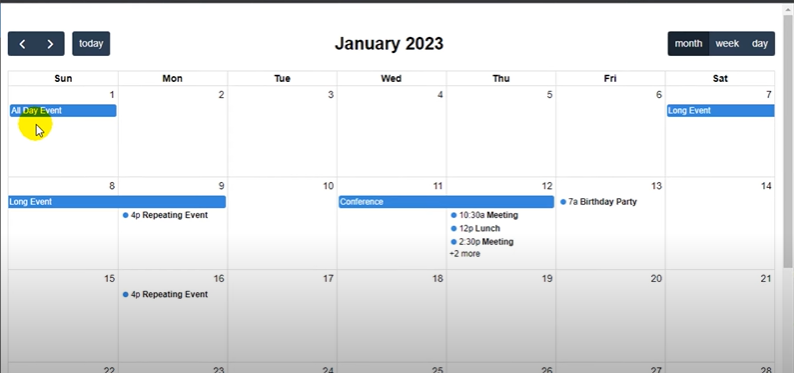 today
January 2023
month week day
Sun Mon Tue Wed Thu Fri Sat
1 2 3 4 5 6 7
All Day Event
Long Event
8 9 10 11 12 13 14
Long Event
Conference
7a Birthday Party
4p Repeating Event
10:30a Meeting
12p Lunch
2:30p Meeting
+2 more
15 16 17 18 19 20 21
4p Repeating Event
22 23 24 25 26 27 28